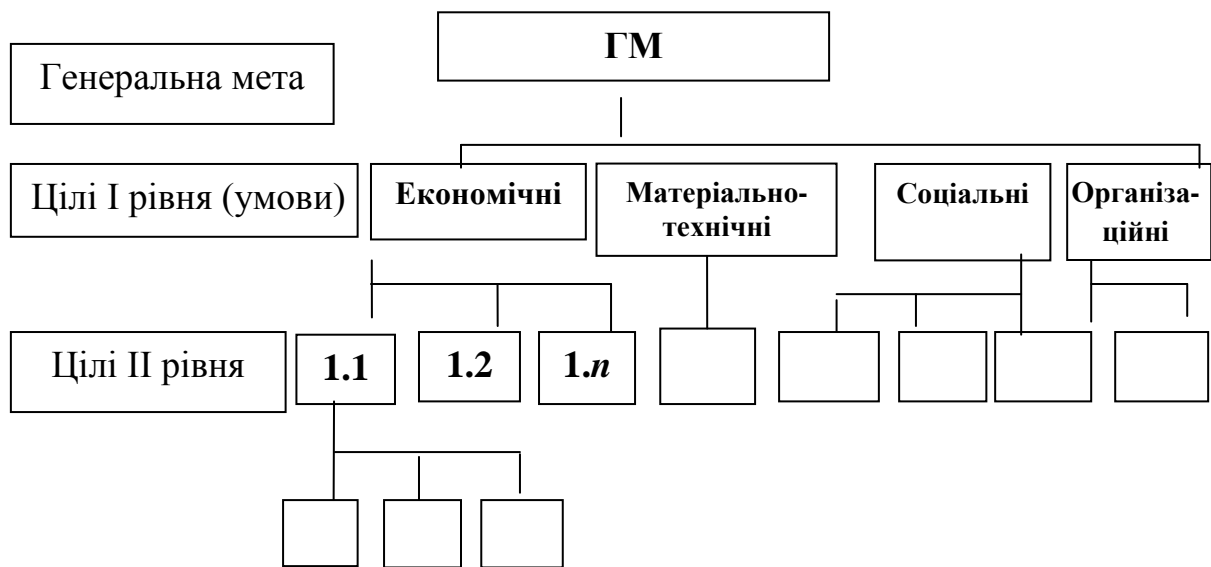 ГМ
Генеральна мета
Цілі І рівня (умови)
Економічні
Матеріально-
технічні
Соціальні
Організа-
ційні
Цілі ІІ рівня
1.1
1.2
1.n